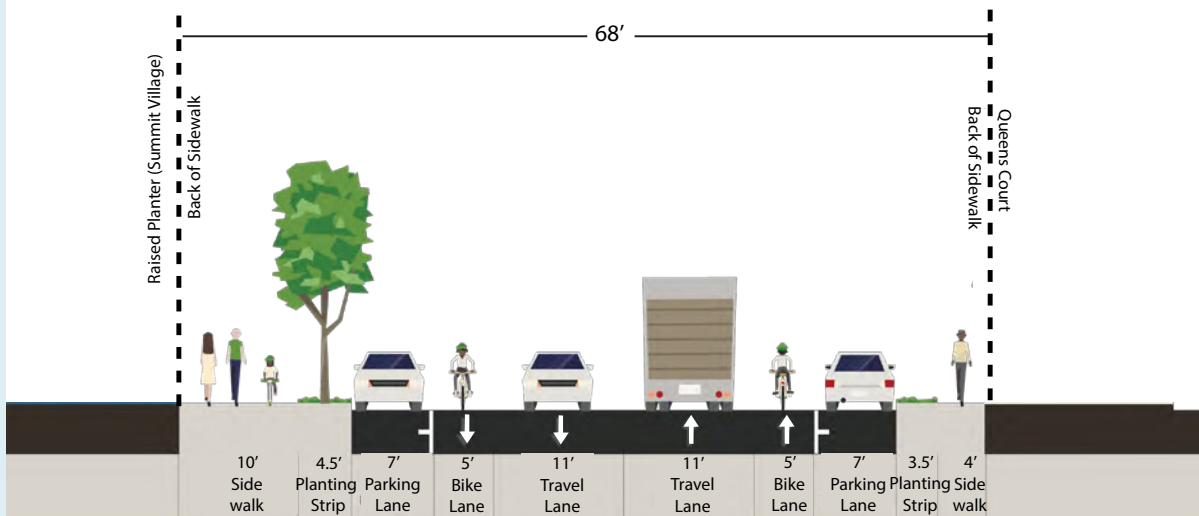 68’
Raised Planter (Summit Village)
Back of Sidewalk
Back of Sidewalk
Queens Court
10’
Side
walk
4.5’
Planting
Strip
7’
Parking
Lane
5’
Bike
Lane
11’
Travel
Lane
11’
Travel
Lane
5’
Bike
Lane
7’
Parking
Lane
3.5’
Planting
Strip
4’
Side
walk